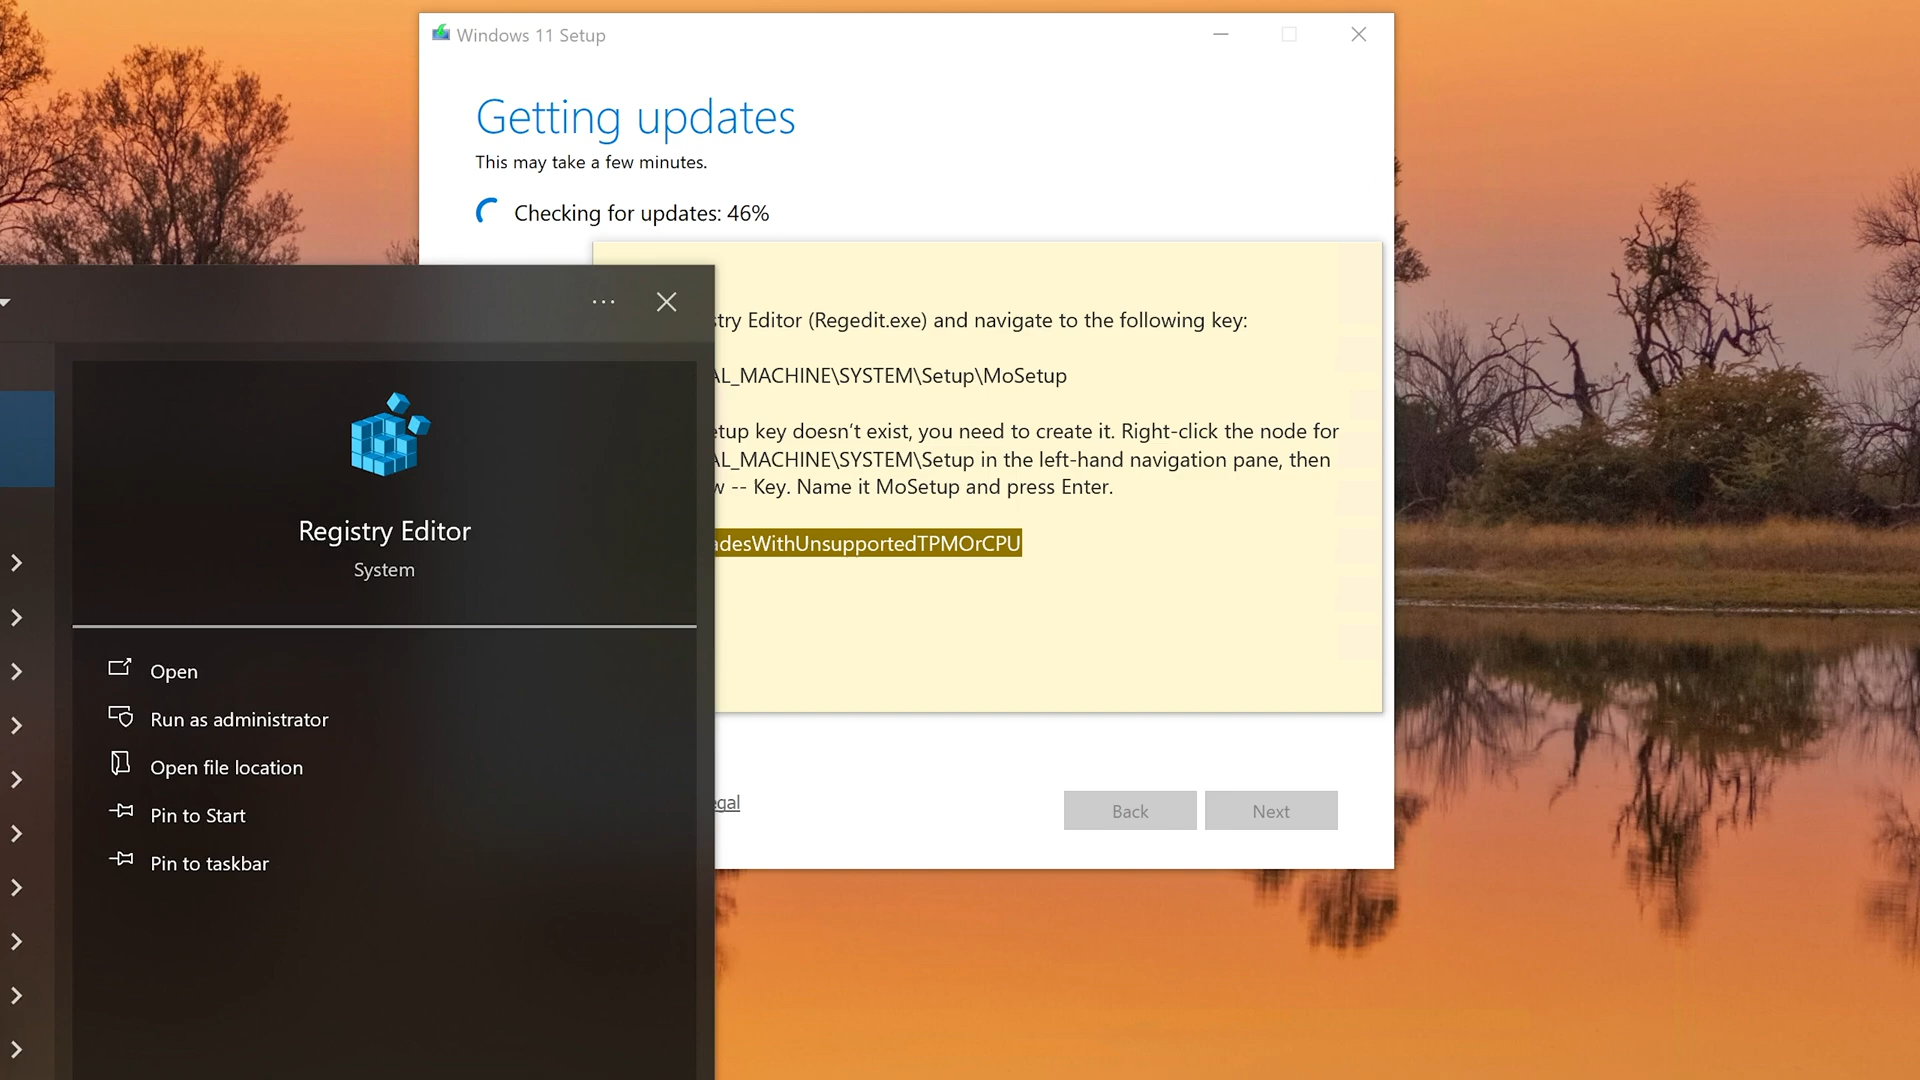 Windows 11 Setup
Getting updates
This may take a few minutes.
Checking for updates: 46%
stry Editor (Regedit.exe) and navigate to the following key:
AL_MACHINE\SYSTEM\Setup\MoSetup
etup key doesn't exist, you need to create it. Right-click the node for
AL_MACHINE\SYSTEM\Setup in the left-hand navigation pane, then
w -- Key. Name it MoSetup and press Enter.
adesWithUnsupportedTPMOrCPU
Registry Editor
System
Open
Run as administrator
Open file location
Pin to Start
Pin to taskbar
egal
Back
Next